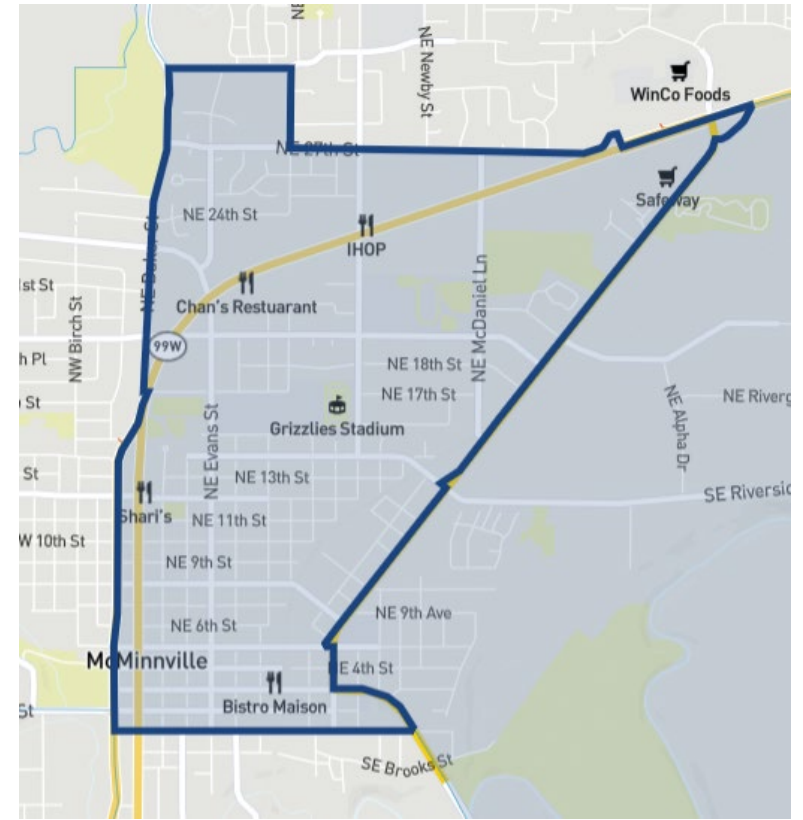 NE
NE Newby St
WinCo Foods
NE 27th St
Safeway
NE 24th St
NE Baker St
IHOP
st St
NW Birch St
Chan's Restuarant
NE McDaniel Ln
99W
h Pl
NE 18th St
St
NE 17th St
NE Alpha Dr
NE Riverg
Grizzlies Stadium
NE Evans St
St
NE 13th St
Shari's
NE 11th St
SE Riversid
W 10th St
NE 9th St
NE 9th Ave
NE 6th St
McMinnville
NE 4th St
St
Bistro Maison
SE Brooks St